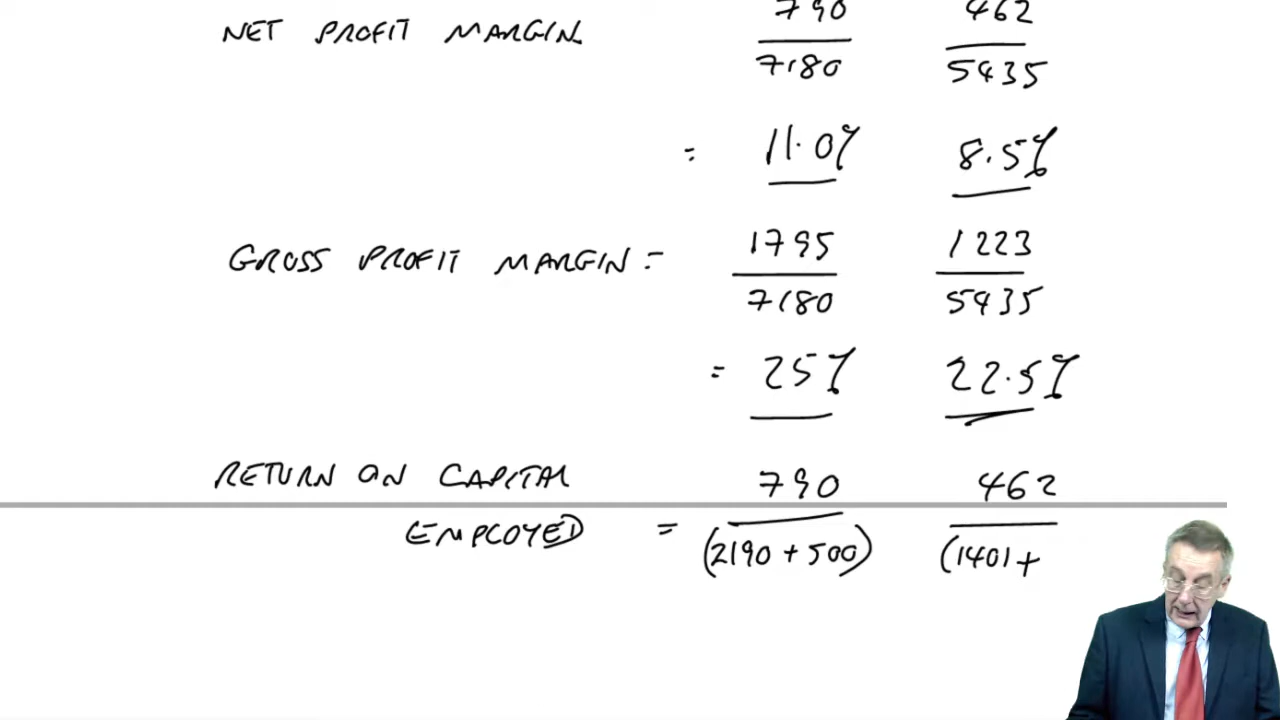 NET PROFIT MARGIN 790 462
7180 5435
= 11.0% 8.5%
GROSS PROFIT MARGIN = 1795 1223
7180 5435
= 25% 22.5%
RETURN ON CAPITAL 790 462
EMPLOYED = (2190 + 500) (1401 +